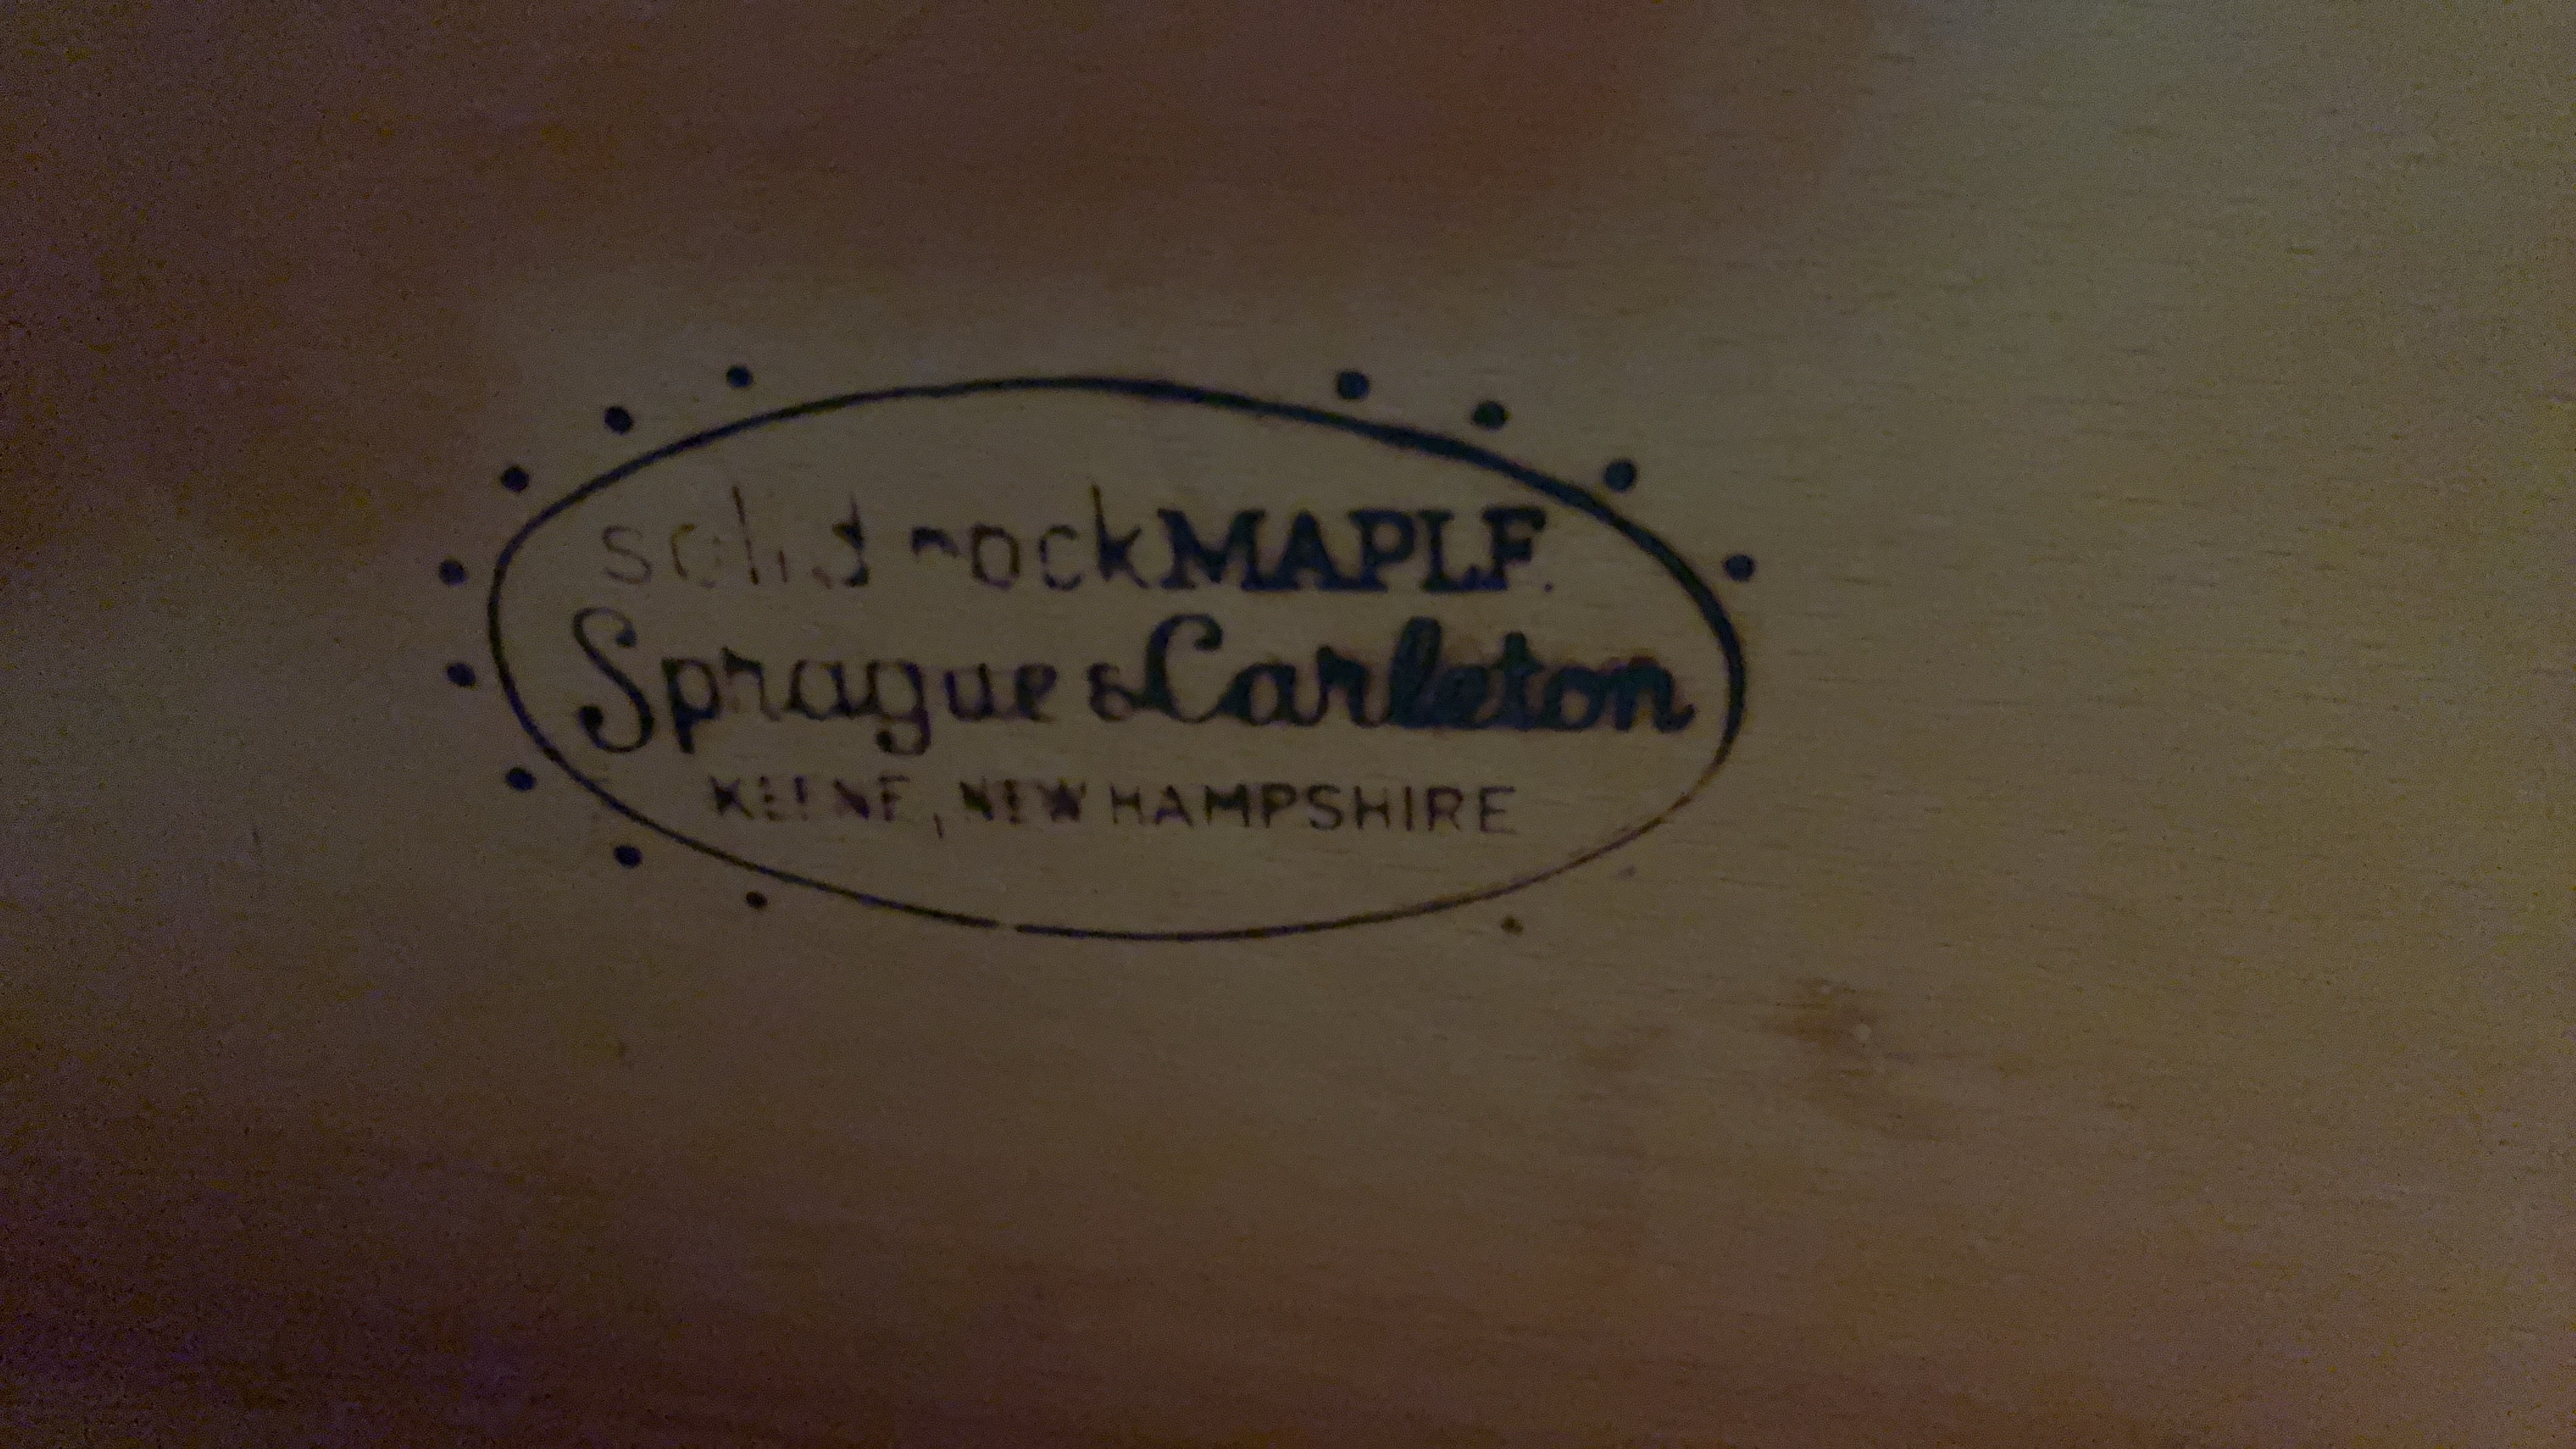 solid rock MAPLE
Sprague & Carleton
KEENE, NEW HAMPSHIRE